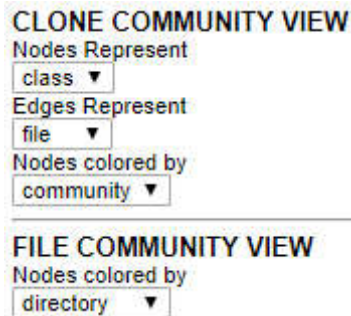 CLONE COMMUNITY VIEW
Nodes Represent
class ▼
Edges Represent
file ▼
Nodes colored by
community ▼
FILE COMMUNITY VIEW
Nodes colored by
directory ▼